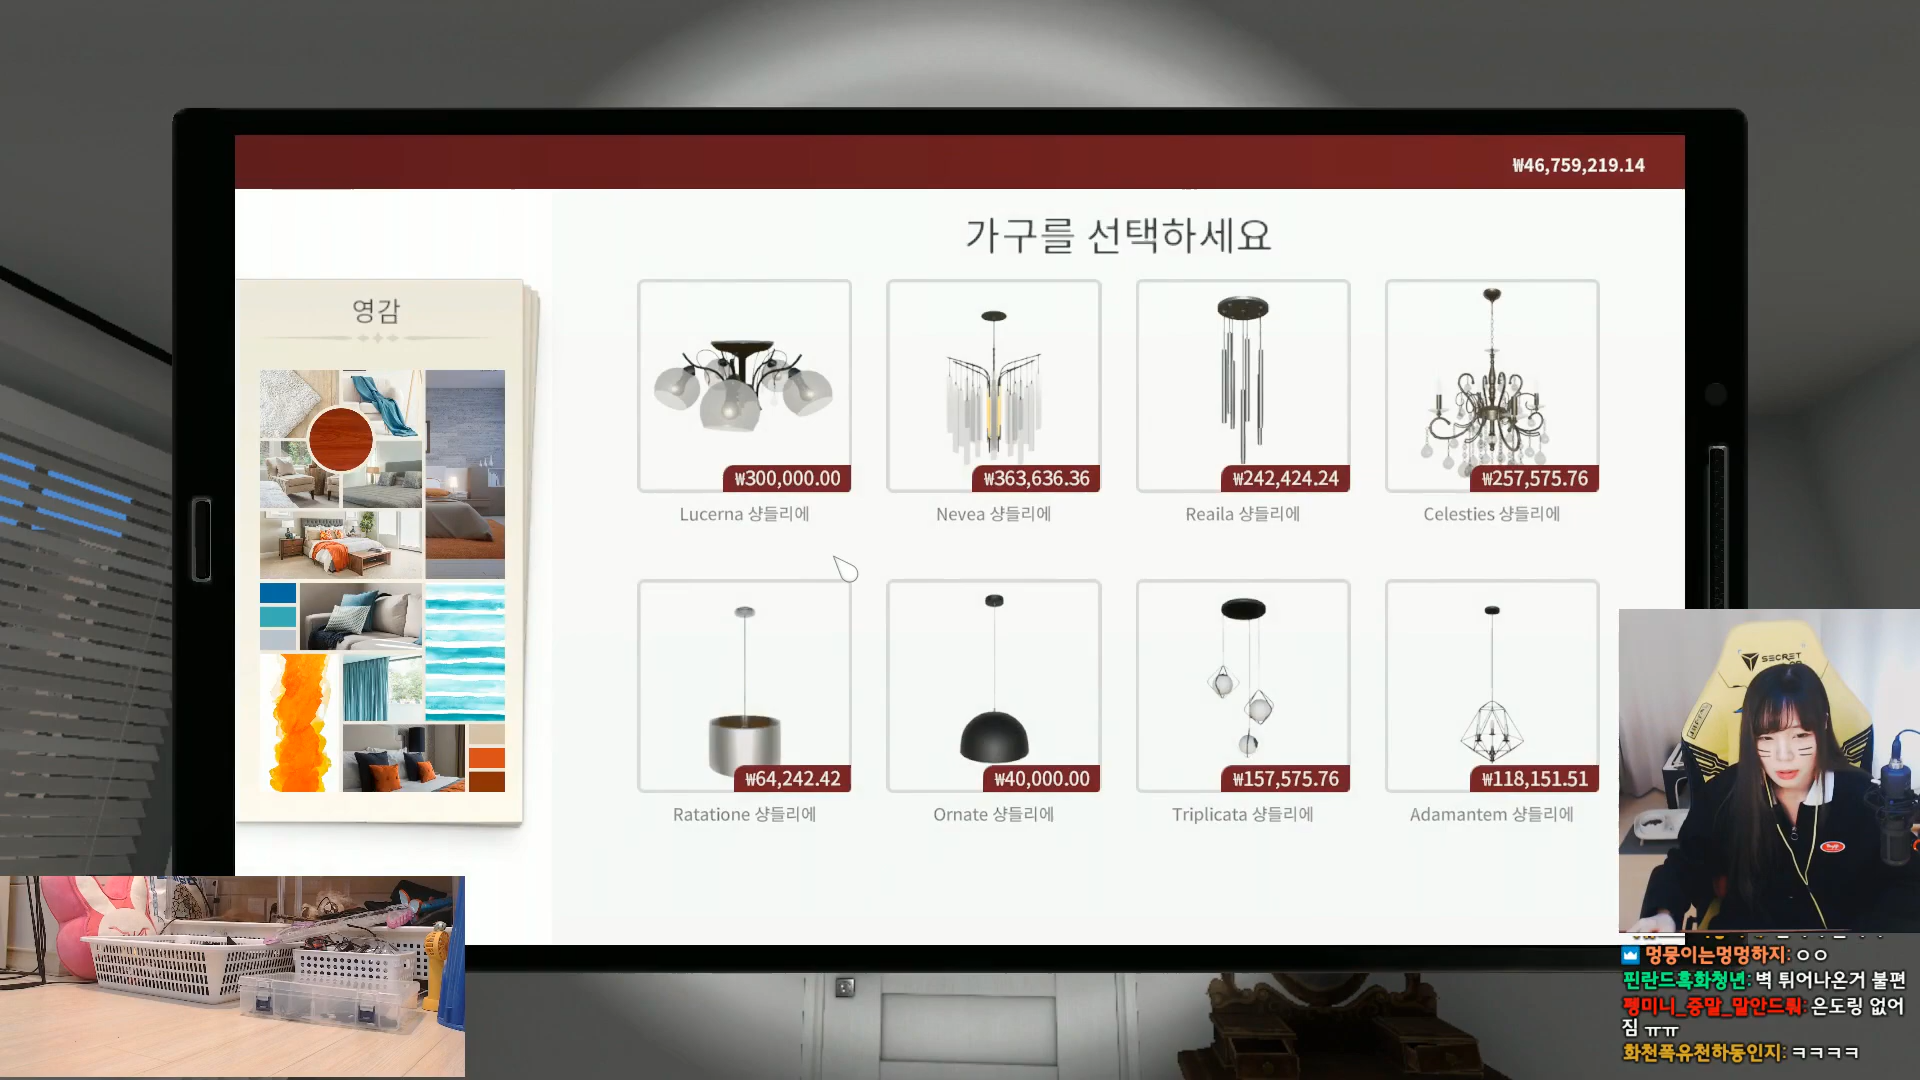 ₩46,759,219.14
가구를 선택하세요
영감
₩300,000.00
₩363,636.36
₩242,424.24
₩257,575.76
Lucerna 샹들리에
Nevea 샹들리에
Reaila 샹들리에
Celesties 샹들리에
₩64,242.42
₩40,000.00
₩157,575.76
₩118,151.51
Ratatione 샹들리에
Ornate 샹들리에
Triplicata 샹들리에
Adamantem 샹들리에
SECRET
멍뭉이는멍멍하지: ㅇㅇ
핀란드흑화청년: 벽 튀어나온거 불편
펭미니_증말_말안드뤄: 은도링 없어
짐 ㅠㅠ
화천폭유천하동인지: ㅋㅋㅋㅋ